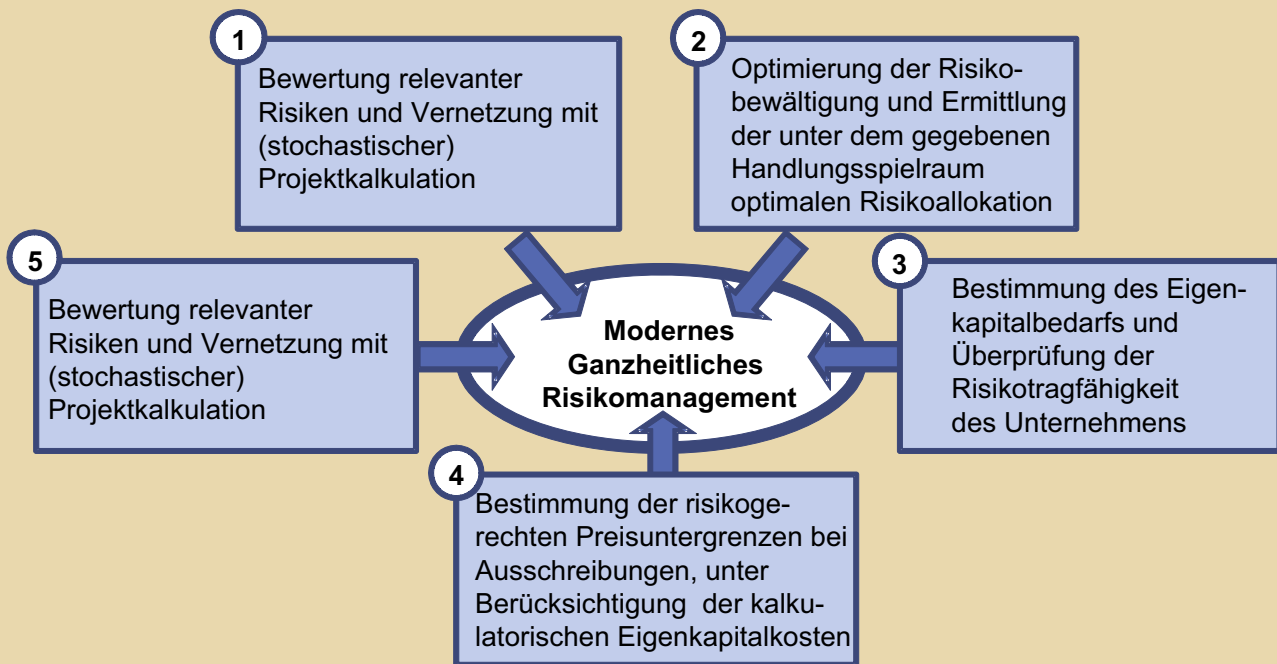 1
Bewertung relevanter
Risiken und Vernetzung mit
(stochastischer)
Projektkalkulation
2
Optimierung der Risiko-
bewältigung und Ermittlung
der unter dem gegebenen
Handlungsspielraum
optimalen Risikoallokation
3
Bestimmung des Eigen-
kapitalbedarfs und
Überprüfung der
Risikotragfähigkeit
des Unternehmens
4
Bestimmung der risikoge-
rechten Preisuntergrenzen bei
Ausschreibungen, unter
Berücksichtigung der kalku-
latorischen Eigenkapitalkosten
5
Bewertung relevanter
Risiken und Vernetzung mit
(stochastischer)
Projektkalkulation
Modernes
Ganzheitliches
Risikomanagement